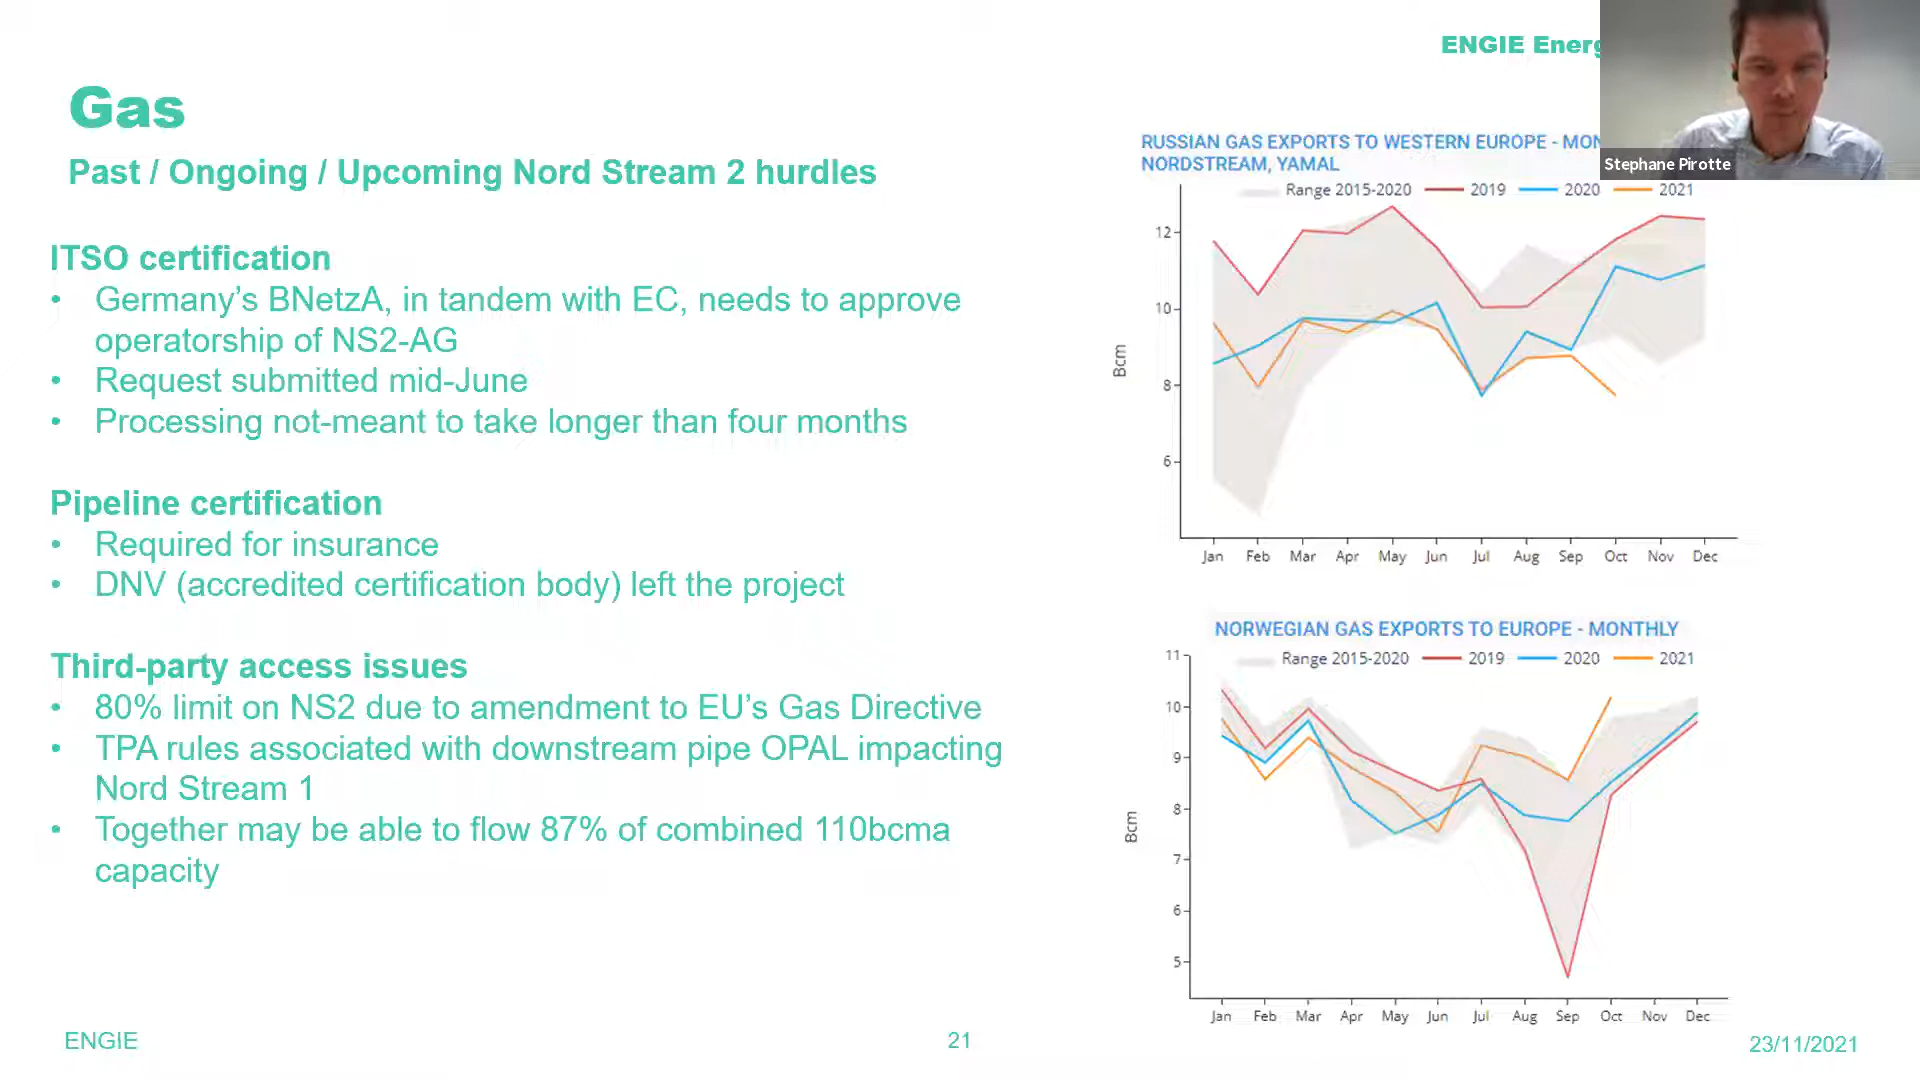 ENGIE Energ
Gas
Past / Ongoing / Upcoming Nord Stream 2 hurdles
ITSO certification
• Germany’s BNetzA, in tandem with EC, needs to approve
operatorship of NS2-AG
• Request submitted mid-June
• Processing not-meant to take longer than four months
Pipeline certification
• Required for insurance
• DNV (accredited certification body) left the project
Third-party access issues
• 80% limit on NS2 due to amendment to EU’s Gas Directive
• TPA rules associated with downstream pipe OPAL impacting
Nord Stream 1
• Together may be able to flow 87% of combined 110bcma
capacity
RUSSIAN GAS EXPORTS TO WESTERN EUROPE - MON
NORDSTREAM, YAMAL
Stephane Pirotte
Range 2015-2020 2019 2020 2021
12
10
8
6
Bcm
Jan Feb Mar Apr May Jun Jul Aug Sep Oct Nov Dec
NORWEGIAN GAS EXPORTS TO EUROPE - MONTHLY
Range 2015-2020 2019 2020 2021
11
10
9
8
7
6
5
Bcm
Jan Feb Mar Apr May Jun Jul Aug Sep Oct Nov Dec
ENGIE
21
23/11/2021